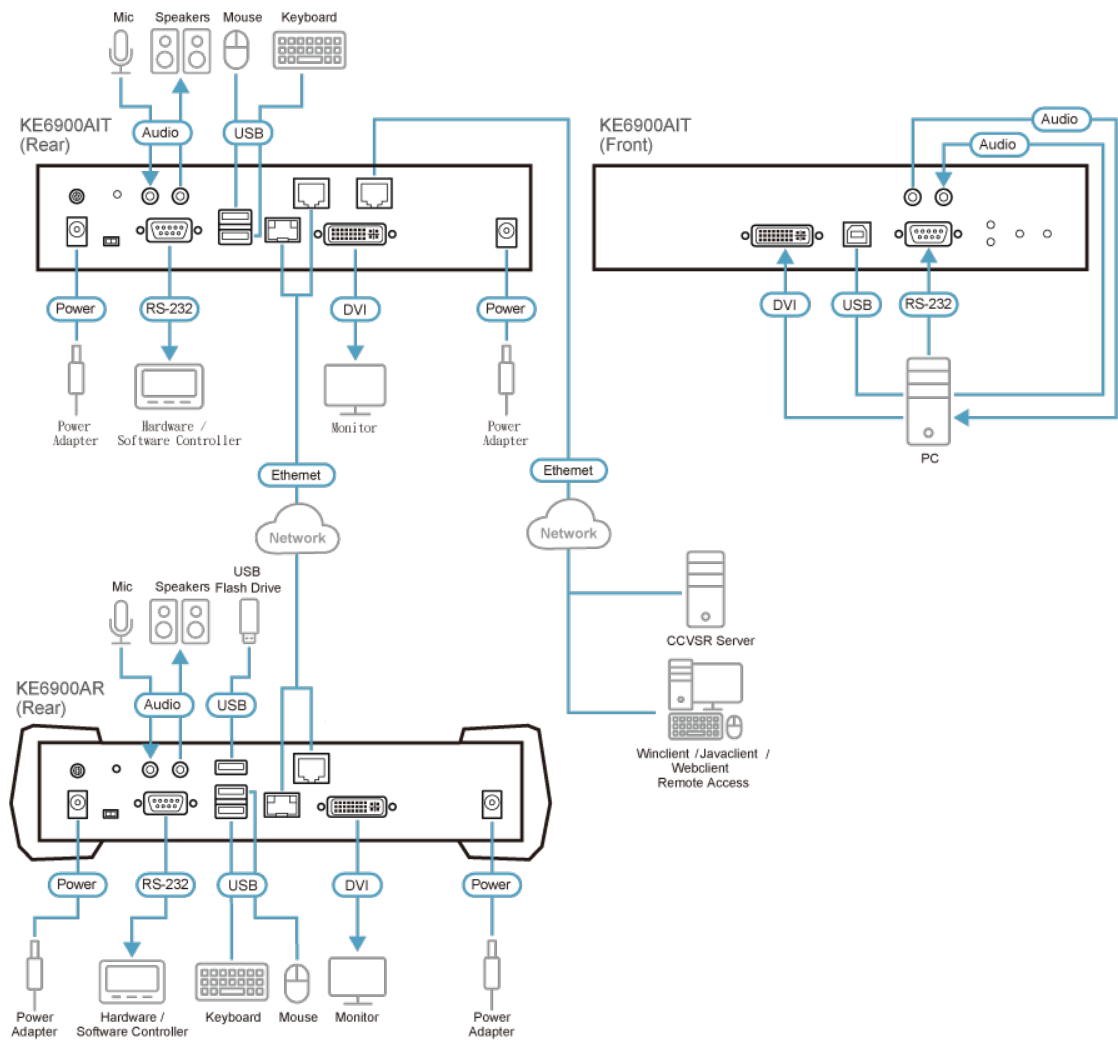 Mic
Speakers
Mouse
Keyboard
KE6900AIT
(Rear)
Audio
USB
KE6900AIT
(Front)
Audio
Audio
Power
RS-232
DVI
Power
DVI
USB
RS-232
Power
Adapter
Hardware /
Software Controller
Monitor
Power
Adapter
PC
Ethernet
Ethernet
Network
Network
Mic
Speakers
USB
Flash Drive
CCVSR Server
KE6900AR
(Rear)
Audio
USB
Winclient /Javaclient /
Webclient
Remote Access
Power
RS-232
USB
DVI
Power
Power
Adapter
Hardware /
Software Controller
Keyboard
Mouse
Monitor
Power
Adapter